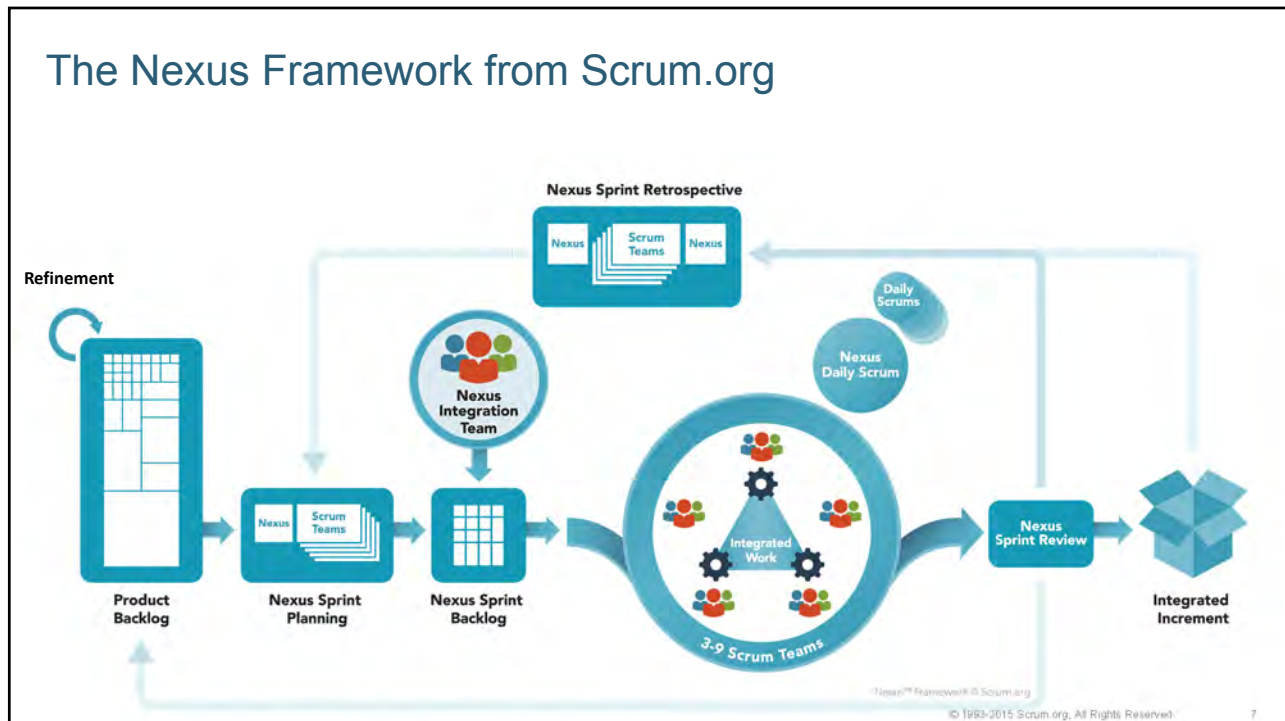 The Nexus Framework from Scrum.org
Nexus Sprint Retrospective
Nexus
Scrum
Teams
Nexus
Refinement
Daily
Scrums
Nexus
Daily Scrum
Nexus
Integration
Team
Nexus
Scrum
Teams
Integrated
Work
Nexus
Sprint Review
Product
Backlog
Nexus Sprint
Planning
Nexus Sprint
Backlog
3-9 Scrum Teams
Integrated
Increment
Nexus™ Framework © Scrum.org
© 1993-2015 Scrum.org, All Rights Reserved
7